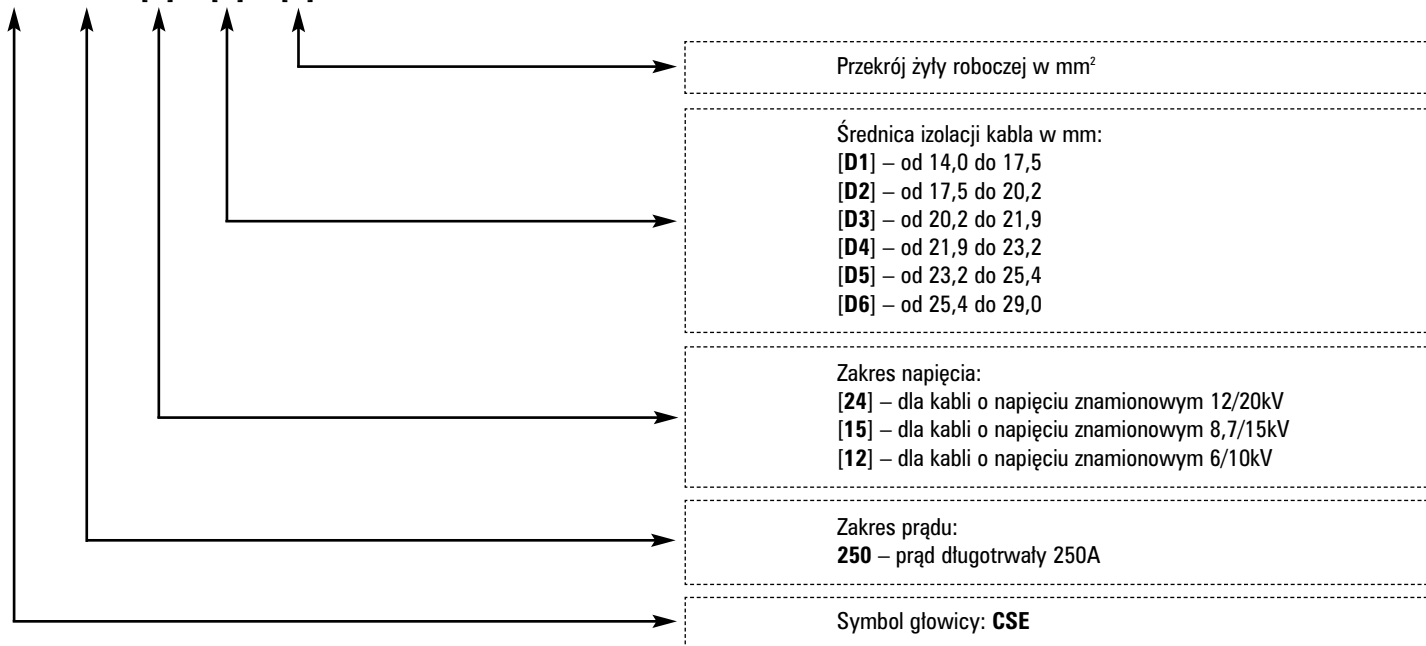 Przekrój żyły roboczej w mm²
Średnica izolacji kabla w mm:
[D1] – od 14,0 do 17,5
[D2] – od 17,5 do 20,2
[D3] – od 20,2 do 21,9
[D4] – od 21,9 do 23,2
[D5] – od 23,2 do 25,4
[D6] – od 25,4 do 29,0
Zakres napięcia:
[24] – dla kabli o napięciu znamionowym 12/20kV
[15] – dla kabli o napięciu znamionowym 8,7/15kV
[12] – dla kabli o napięciu znamionowym 6/10kV
Zakres prądu:
250 – prąd długotrwały 250A
Symbol głowicy: CSE